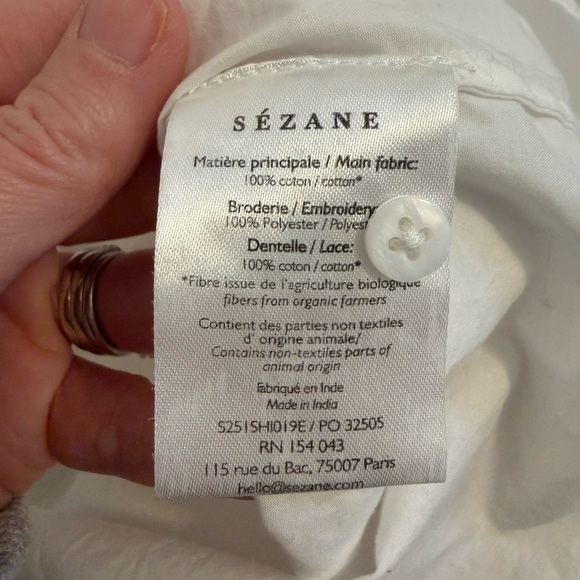 SÉZANE
Matière principale / Main fabric:
100% coton / cotton*
Broderie / Embroidery
100% Polyester /
Dentelle / Lace:
100% coton / cotton*
*Fibre issue de l'agriculture biologique
fibers from organic farmers
Contient des parties non textiles
d' origine animale/
Contains non-textiles parts of
animal origin
Fabriqué en Inde
Made in India
S251SHI019E / PO 32505
RN 154 043
115 rue du Bac, 75007 Paris
hello@sezane.com